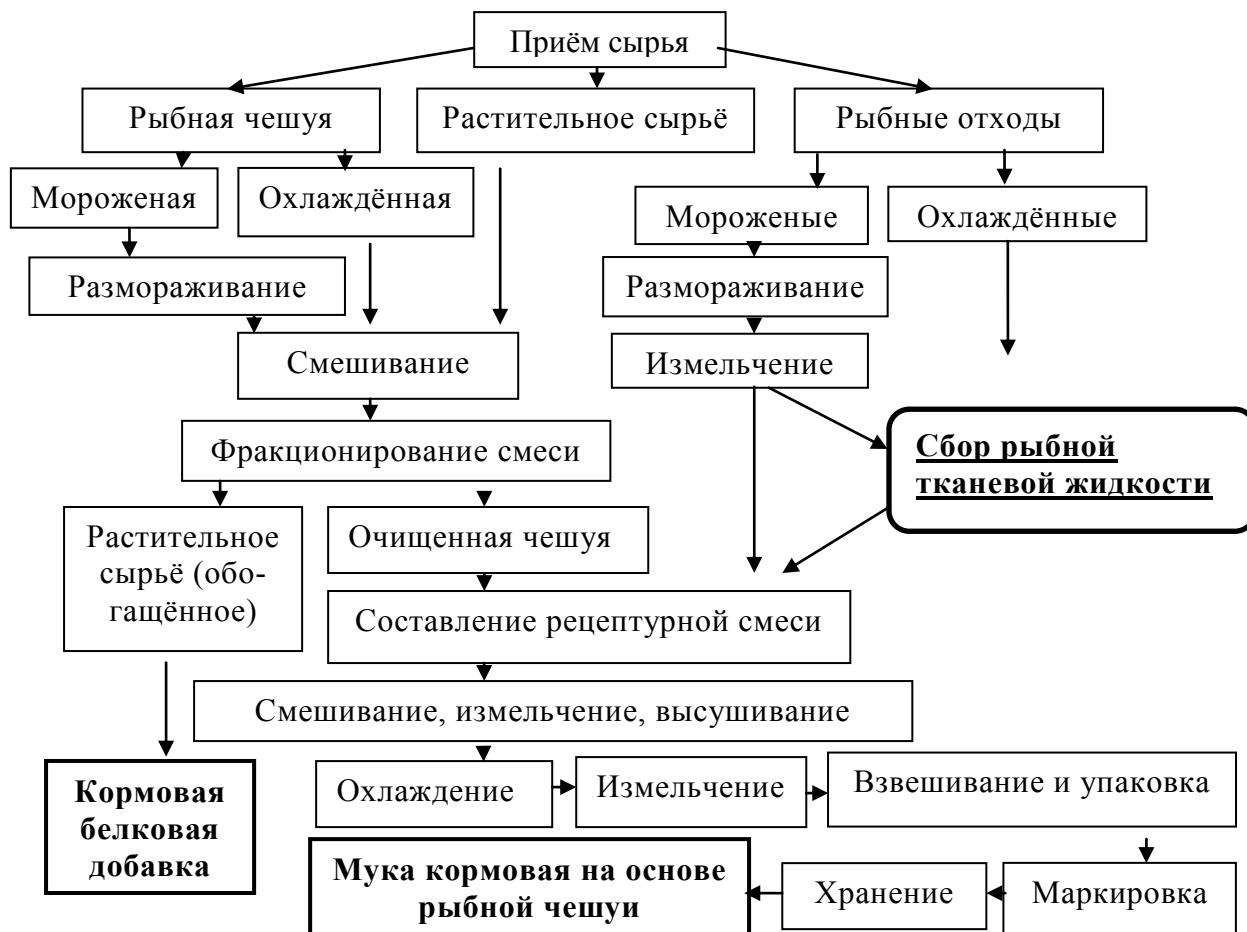 Приём сырья
Рыбная чешуя
Растительное сырьё
Рыбные отходы
Мороженая
Охлаждённая
Мороженые
Охлаждённые
Размораживание
Размораживание
Смешивание
Измельчение
Фракционирование смеси
Сбор рыбной
тканевой жидкости
Растительное
сырьё (обо-
гащённое)
Очищенная чешуя
Составление рецептурной смеси
Смешивание, измельчение, высушивание
Кормовая
белковая
добавка
Охлаждение
Измельчение
Взвешивание и упаковка
Мука кормовая на основе
рыбной чешуи
Хранение
Маркировка